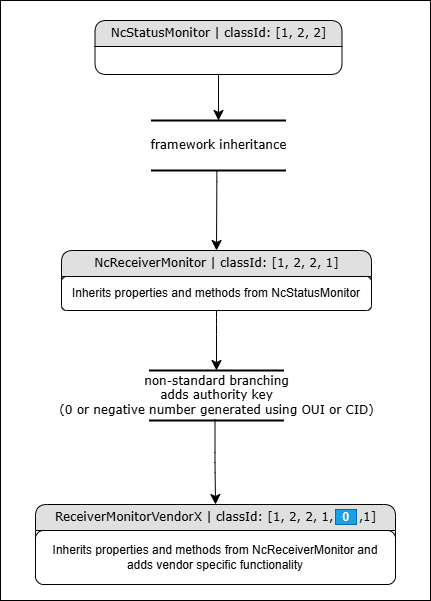 NcStatusMonitor | classId: [1, 2, 2]
framework inheritance
NcReceiverMonitor | classId: [1, 2, 2, 1]
Inherits properties and methods from NcStatusMonitor
non-standard branching
adds authority key
(0 or negative number generated using OUI or CID)
ReceiverMonitorVendorX | classId: [1, 2, 2, 1, 0 ,1]
Inherits properties and methods from NcReceiverMonitor and
adds vendor specific functionality